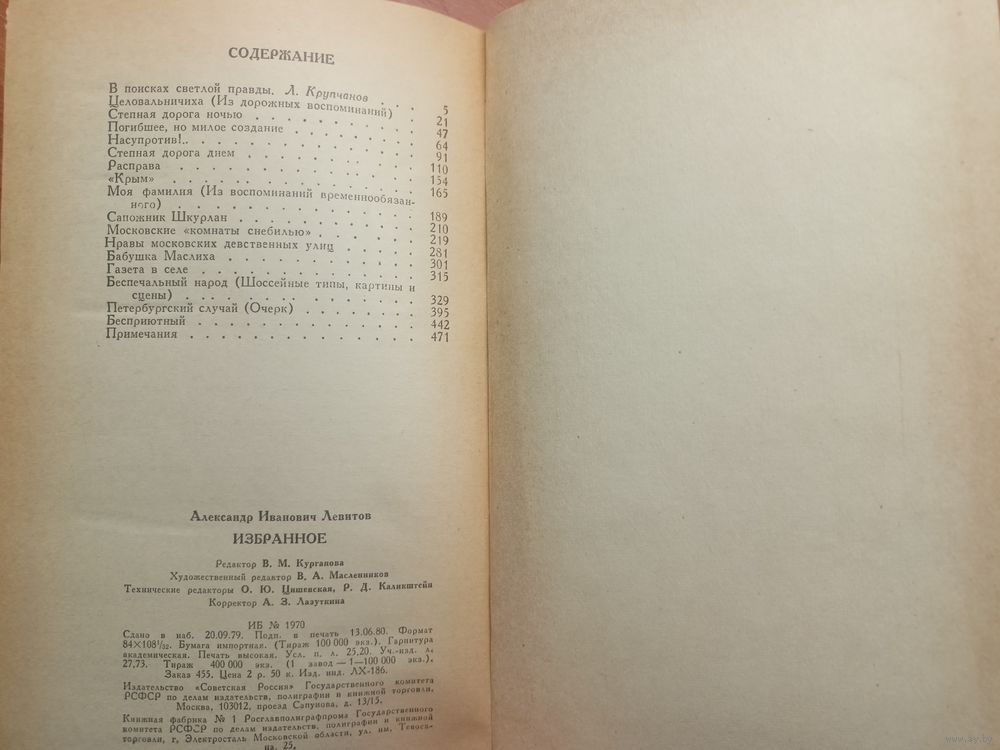 СОДЕРЖАНИЕ
В поисках светлой правды. Л. Крупчанов . . . 5
Целовальничиха (Из дорожных воспоминаний) . 21
Степная дорога ночью . . . . . . . . . . 47
Погибшее, но милое создание . . . . . . . . 64
Насупротив!.. . . . . . . . . . . . . 91
Степная дорога днем . . . . . . . . . . 110
Расправа . . . . . . . . . . . . . 154
«Крым» . . . . . . . . . . . . . 165
Моя фамилия (Из воспоминаний временнообязан-
ного) . . . . . . . . . . . . . 189
Сапожник Шкурлан . . . . . . . . . . 210
Московские «комнаты снебилью» . . . . . . 219
Нравы московских девственных улиц . . . . 281
Бабушка Маслиха . . . . . . . . . . 301
Газета в селе . . . . . . . . . . . 315
Беспечальный народ (Шоссейные типы, картины и
сцены) . . . . . . . . . . . . 329
Петербургский случай (Очерк) . . . . . . . 395
Бесприютный . . . . . . . . . . . 442
Примечания . . . . . . . . . . . . 471
Александр Иванович Левитов
ИЗБРАННОЕ
Редактор В. М. Курганова
Художественный редактор В. А. Масленников
Технические редакторы О. Ю. Цишевская, Р. Д. Каликштейн
Корректор А. З. Лазуткина
ИБ № 1970
Сдано в наб. 20.09.79. Подп. в печать 13.06.80. Формат
84×108¹/₃₂. Бумага импортная. (Тираж 100 000 экз.). Гарнитура
академическая. Печать высокая. Усл. п. л. 25,20. Уч.-изд. л.
27,73. Тираж 400 000 экз. (1 завод — 1—100 000 экз.).
Заказ 455. Цена 2 р. 50 к. Изд. инд. ЛХ-186.
Издательство «Советская Россия» Государственного комитета
РСФСР по делам издательств, полиграфии и книжной торговли.
Москва, 103012, проезд Сапунова, д. 13/15.
Книжная фабрика № 1 Росглавполиграфпрома Государственного
комитета РСФСР по делам издательств, полиграфии и книжной
торговли, г. Электросталь Московской области, ул. им. Тевося-
на, 25.
www.ay.by